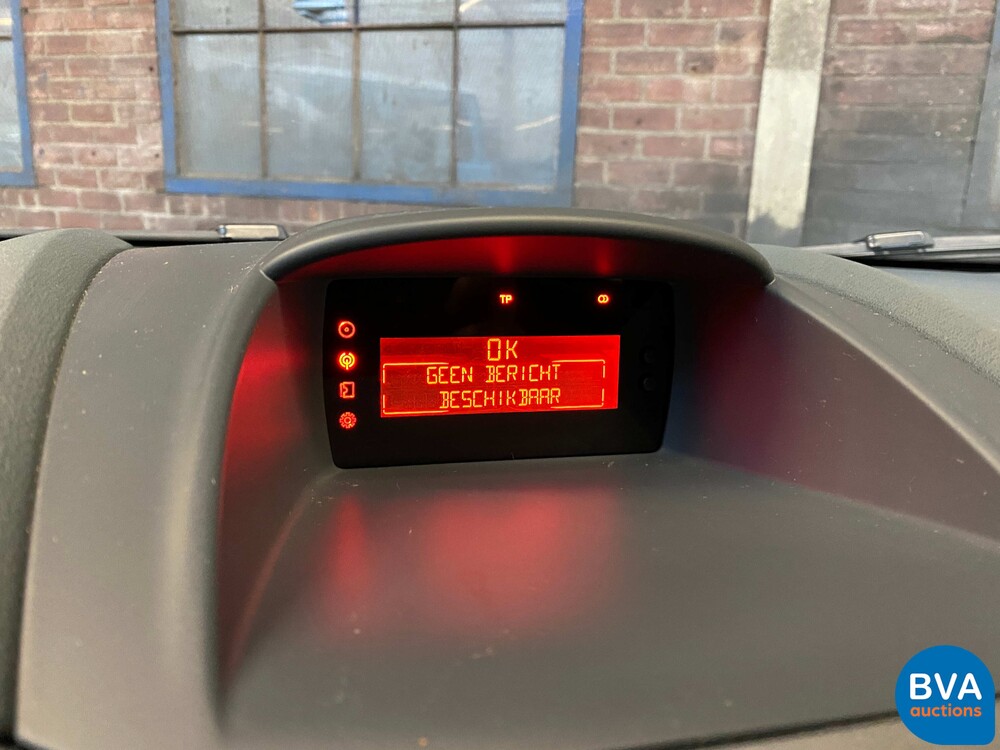 TP
OK
GEEN BERICHT
BESCHIKBAAR
BVA
auctions